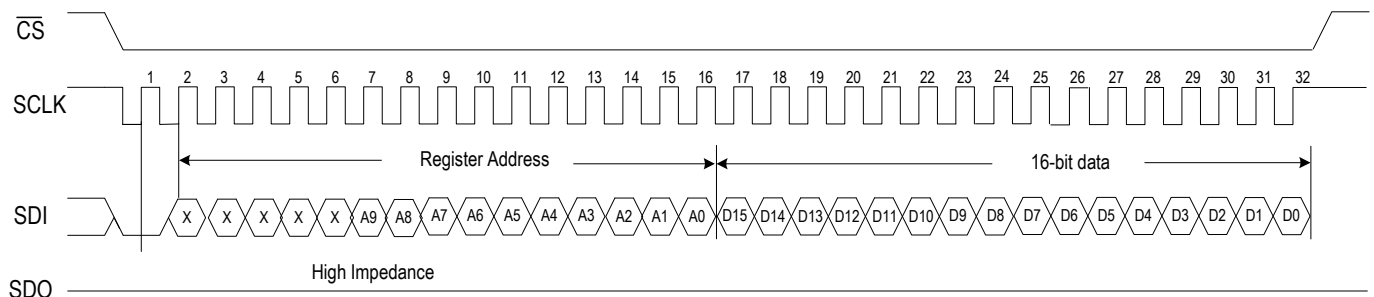 CS
1 2 3 4 5 6 7 8 9 10 11 12 13 14 15 16 17 18 19 20 21 22 23 24 25 26 27 28 29 30 31 32
SCLK
Register Address 16-bit data
SDI X X X X X A9 A8 A7 A6 A5 A4 A3 A2 A1 A0 D15 D14 D13 D12 D11 D10 D9 D8 D7 D6 D5 D4 D3 D2 D1 D0
High Impedance
SDO